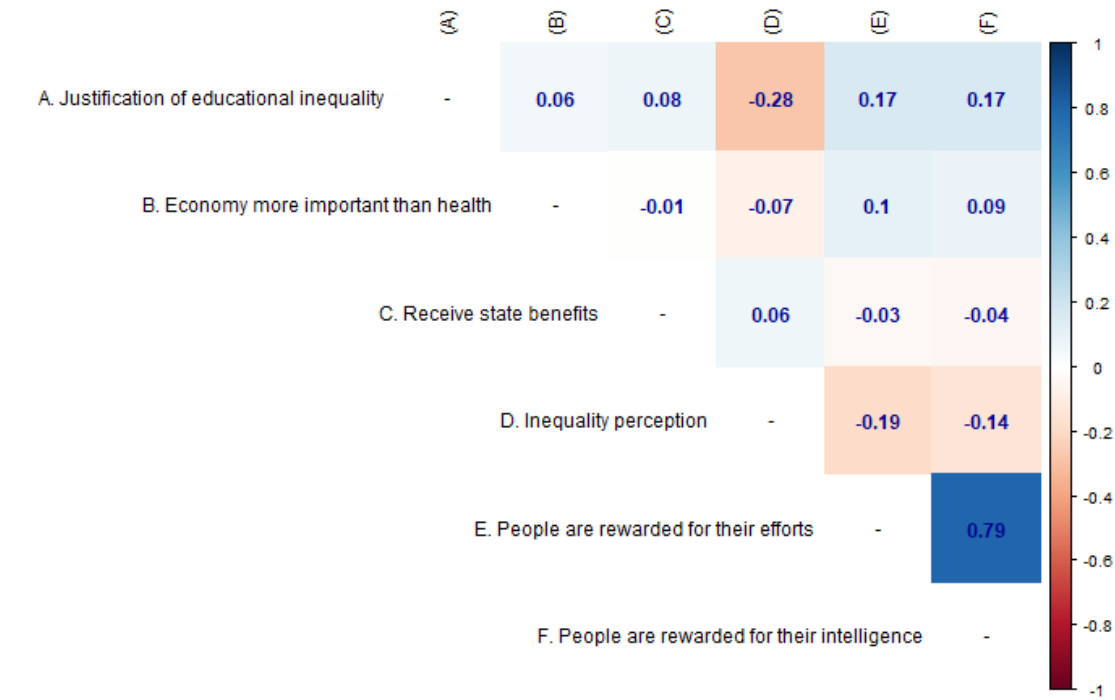 (A) (B) (C) (D) (E) (F)
A. Justification of educational inequality - 0.06 0.08 -0.28 0.17 0.17
B. Economy more important than health - -0.01 -0.07 0.1 0.09
C. Receive state benefits - 0.06 -0.03 -0.04
D. Inequality perception - -0.19 -0.14
E. People are rewarded for their efforts - 0.79
F. People are rewarded for their intelligence -
1
0.8
0.6
0.4
0.2
0
-0.2
-0.4
-0.6
-0.8
-1